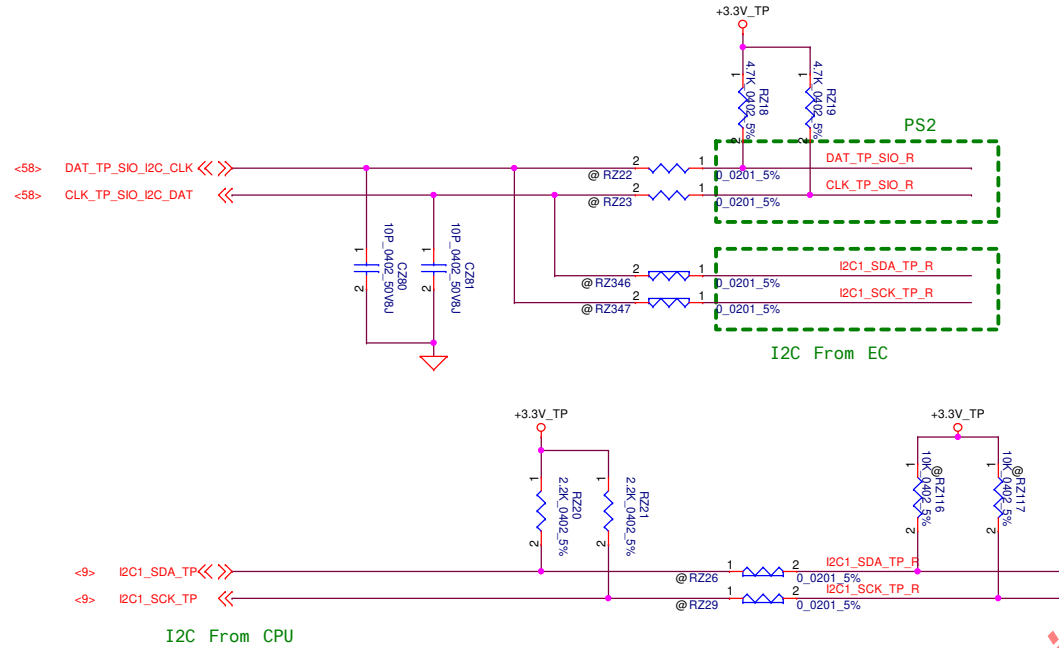 +3.3V_TP
4.7K_0402_5%
RZ18
4.7K_0402_5%
RZ19
1
1
2
2
PS2
<58> DAT_TP_SIO_I2C_CLK
2 1
@ RZ22 0_0201_5%
DAT_TP_SIO_R
<58> CLK_TP_SIO_I2C_DAT
2 1
@ RZ23 0_0201_5%
CLK_TP_SIO_R
1
2
10P_0402_50V8J
CZ80
1
2
10P_0402_50V8J
CZ81
2 1
@ RZ346 0_0201_5%
I2C1_SDA_TP_R
2 1
@ RZ347 0_0201_5%
I2C1_SCK_TP_R
I2C From EC
+3.3V_TP
1
2
2.2K_0402_5%
RZ20
1
2
2.2K_0402_5%
RZ21
+3.3V_TP
1
2
10K_0402_5%
@RZ116
1
2
10K_0402_5%
@RZ117
<9> I2C1_SDA_TP
1 2
@ RZ26 0_0201_5%
I2C1_SDA_TP_R
<9> I2C1_SCK_TP
1 2
@ RZ29 0_0201_5%
I2C1_SCK_TP_R
I2C From CPU